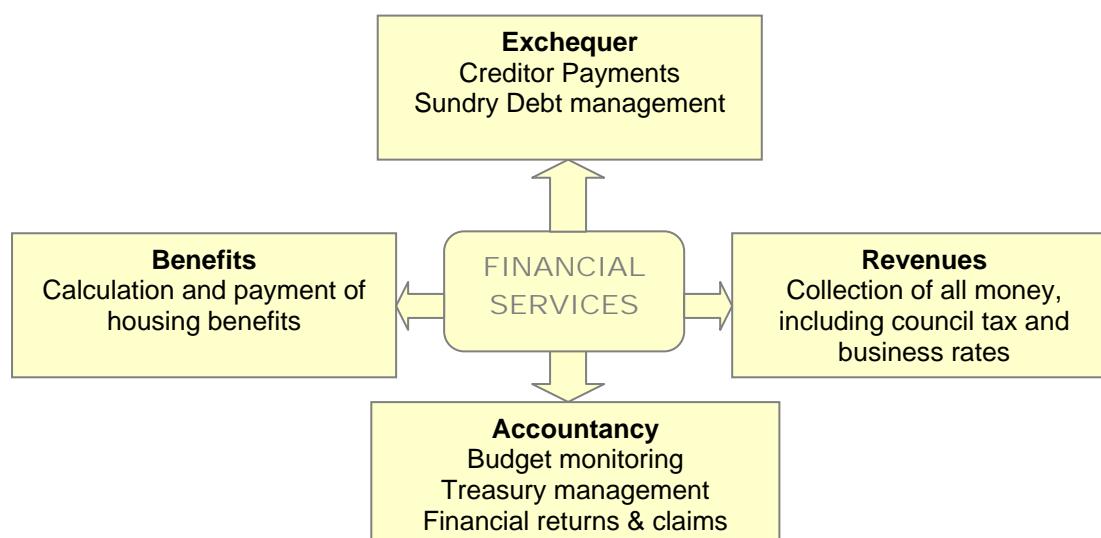 Exchequer
Creditor Payments
Sundry Debt management
Benefits
Calculation and payment of
housing benefits
FINANCIAL
SERVICES
Revenues
Collection of all money,
including council tax and
business rates
Accountancy
Budget monitoring
Treasury management
Financial returns & claims